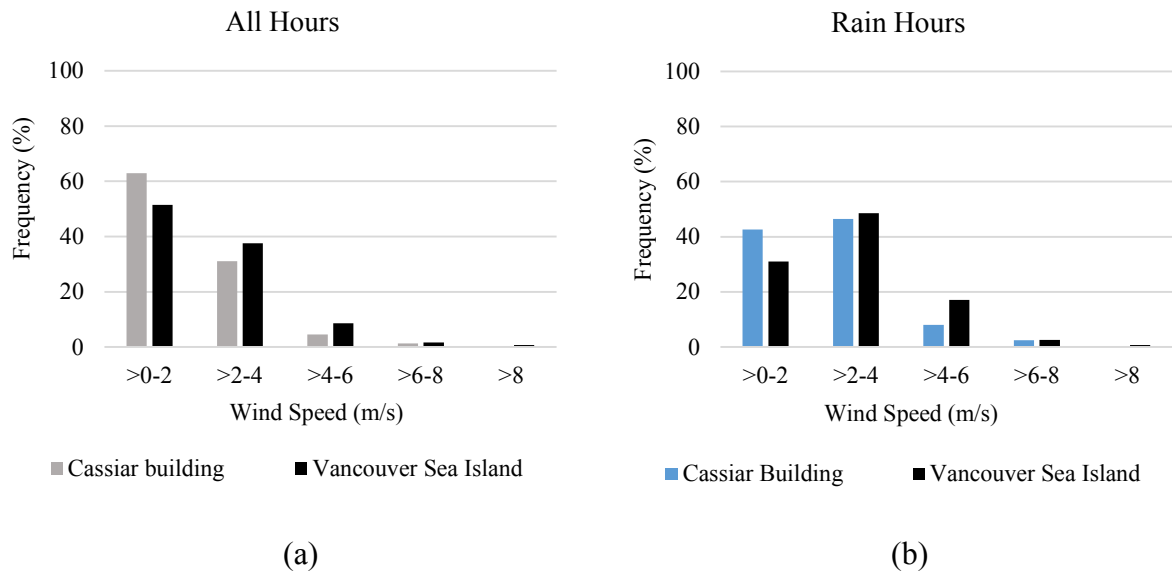 All Hours
Frequency (%)
100
80
60
40
20
0
>0-2 >2-4 >4-6 >6-8 >8
Wind Speed (m/s)
Cassiar building Vancouver Sea Island
(a)
Rain Hours
Frequency (%)
100
80
60
40
20
0
>0-2 >2-4 >4-6 >6-8 >8
Wind Speed (m/s)
Cassiar Building Vancouver Sea Island
(b)